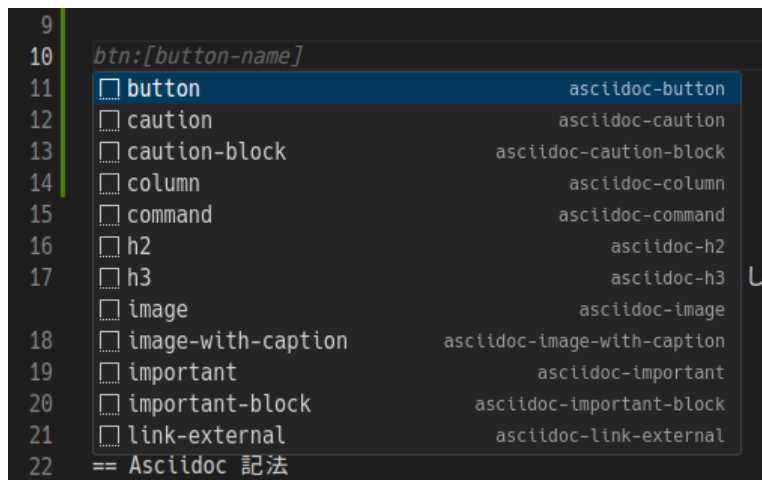 9
10 btn:[button-name]
11 button asciidoc-button
12 caution asciidoc-caution
13 caution-block asciidoc-caution-block
14 column asciidoc-column
15 command asciidoc-command
16 h2 asciidoc-h2
17 h3 asciidoc-h3 し
image asciidoc-image
18 image-with-caption asciidoc-image-with-caption
19 important asciidoc-important
20 important-block asciidoc-important-block
21 link-external asciidoc-link-external
22 == Asciidoc 記法